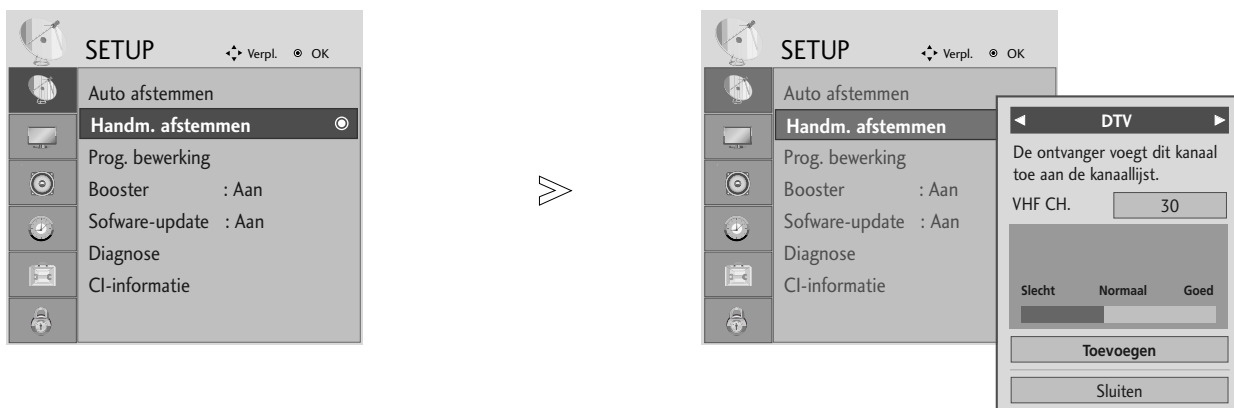 SETUP Verpl. OK
Auto afstemmen
Handm. afstemmen
Prog. bewerking
Booster : Aan
Sofware-update : Aan
Diagnose
CI-informatie
SETUP Verpl. OK
Auto afstemmen
Handm. afstemmen
Prog. bewerking
Booster : Aan
Sofware-update : Aan
Diagnose
CI-informatie
◄ DTV ►
De ontvanger voegt dit kanaal
toe aan de kanaallijst.
VHF CH. 30
Slecht Normaal Goed
Toevoegen
Sluiten